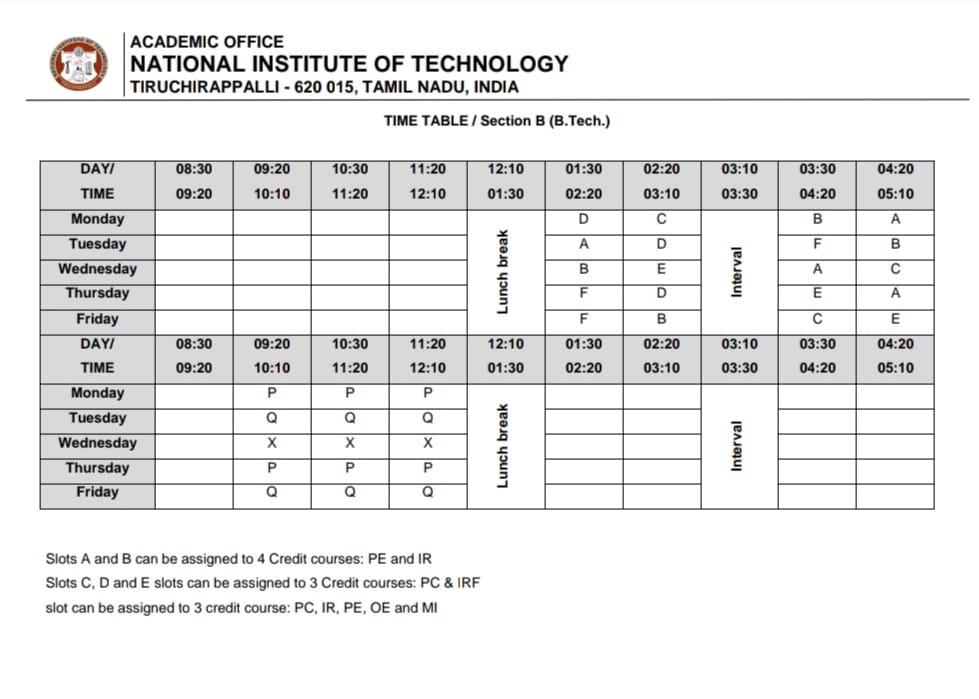 ACADEMIC OFFICE
NATIONAL INSTITUTE OF TECHNOLOGY
TIRUCHIRAPPALLI - 620 015, TAMIL NADU, INDIA
TIME TABLE / Section B (B.Tech.)
DAY/ 08:30 09:20 10:30 11:20 12:10 01:30 02:20 03:10 03:30 04:20
TIME 09:20 10:10 11:20 12:10 01:30 02:20 03:10 03:30 04:20 05:10
Monday D C B A
Tuesday A D F B
Wednesday B E A C
Thursday F D E A
Friday F B C E
Lunch break
Interval
DAY/ 08:30 09:20 10:30 11:20 12:10 01:30 02:20 03:10 03:30 04:20
TIME 09:20 10:10 11:20 12:10 01:30 02:20 03:10 03:30 04:20 05:10
Monday P P P
Tuesday Q Q Q
Wednesday X X X
Thursday P P P
Friday Q Q Q
Lunch break
Interval
Slots A and B can be assigned to 4 Credit courses: PE and IR
Slots C, D and E slots can be assigned to 3 Credit courses: PC & IRF
slot can be assigned to 3 credit course: PC, IR, PE, OE and MI